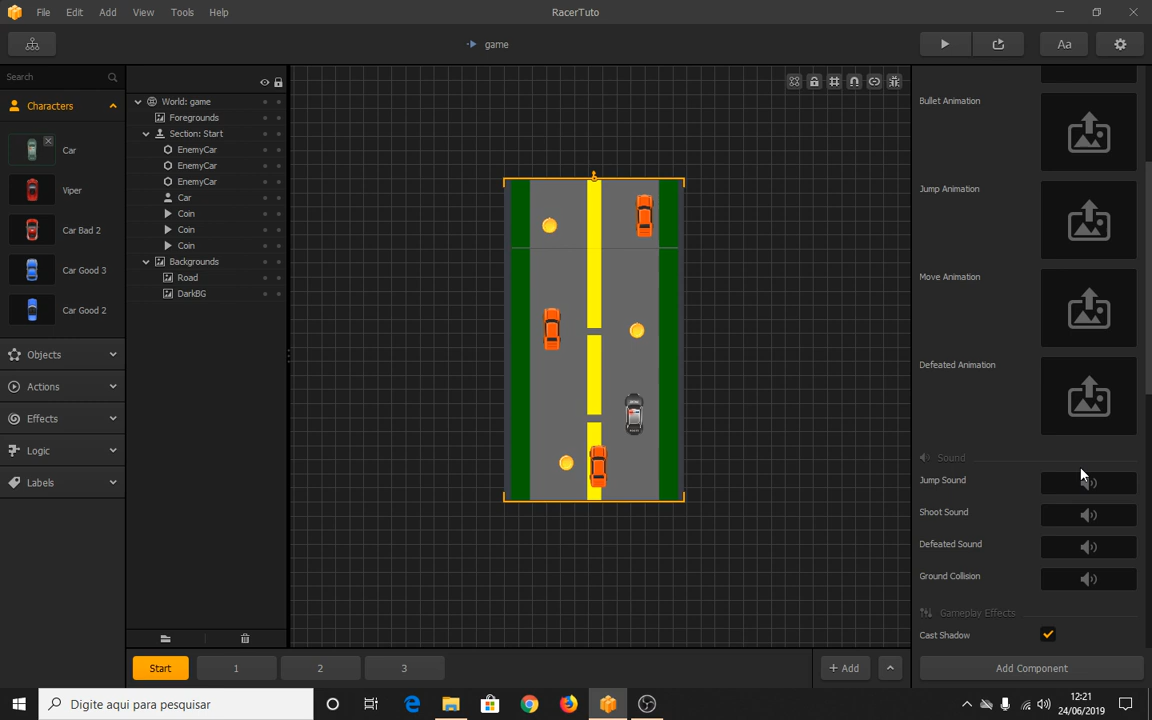 File Edit Add View Tools Help
RacerTuto
game
Aa
Search
Characters
Car
Viper
Car Bad 2
Car Good 3
Car Good 2
Objects
Actions
Effects
Logic
Labels
World: game
Foregrounds
Section: Start
EnemyCar
EnemyCar
EnemyCar
Car
Coin
Coin
Coin
Backgrounds
Road
DarkBG
Bullet Animation
Jump Animation
Move Animation
Defeated Animation
Sound
Jump Sound
Shoot Sound
Defeated Sound
Ground Collision
Gameplay Effects
Cast Shadow
Start
1
2
3
+ Add
Add Component
Digite aqui para pesquisar
12:21
24/06/2019